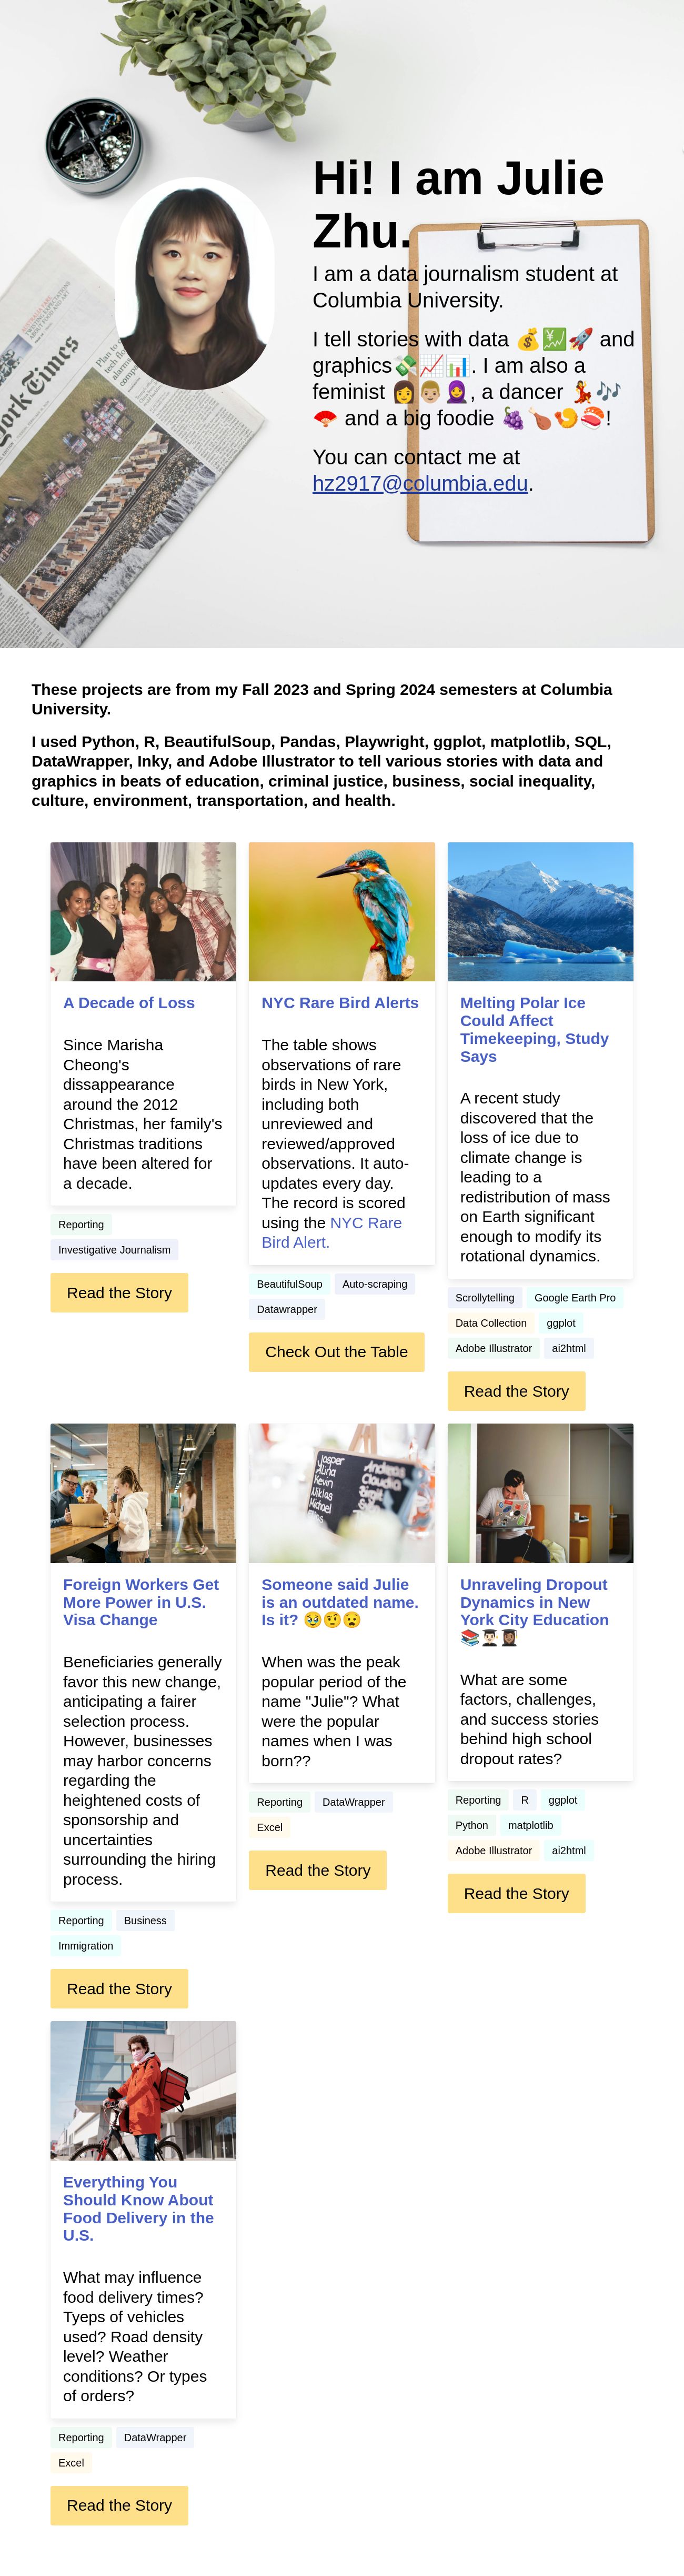 Hi! I am Julie
Zhu.
I am a data journalism student at
Columbia University.
I tell stories with data 💰💹🚀 and
graphics💸📈📊. I am also a
feminist 👩👨🏼🧕, a dancer 💃🎶
🪭 and a big foodie 🍇🍗🍤🍣!
You can contact me at
hz2917@columbia.edu.
York Times
These projects are from my Fall 2023 and Spring 2024 semesters at Columbia
University.
I used Python, R, BeautifulSoup, Pandas, Playwright, ggplot, matplotlib, SQL,
DataWrapper, Inky, and Adobe Illustrator to tell various stories with data and
graphics in beats of education, criminal justice, business, social inequality,
culture, environment, transportation, and health.
A Decade of Loss
Since Marisha
Cheong's
dissappearance
around the 2012
Christmas, her family's
Christmas traditions
have been altered for
a decade.
Reporting
Investigative Journalism
Read the Story
NYC Rare Bird Alerts
The table shows
observations of rare
birds in New York,
including both
unreviewed and
reviewed/approved
observations. It auto-
updates every day.
The record is scored
using the NYC Rare
Bird Alert.
BeautifulSoup Auto-scraping
Datawrapper
Check Out the Table
Melting Polar Ice
Could Affect
Timekeeping, Study
Says
A recent study
discovered that the
loss of ice due to
climate change is
leading to a
redistribution of mass
on Earth significant
enough to modify its
rotational dynamics.
Scrollytelling Google Earth Pro
Data Collection ggplot
Adobe Illustrator ai2html
Read the Story
Foreign Workers Get
More Power in U.S.
Visa Change
Beneficiaries generally
favor this new change,
anticipating a fairer
selection process.
However, businesses
may harbor concerns
regarding the
heightened costs of
sponsorship and
uncertainties
surrounding the hiring
process.
Reporting Business
Immigration
Read the Story
Jasper
Alina
Kevin
Niklas
Michael
Someone said Julie
is an outdated name.
Is it? 🥹🤨😧
When was the peak
popular period of the
name "Julie"? What
were the popular
names when I was
born??
Reporting DataWrapper
Excel
Read the Story
Unraveling Dropout
Dynamics in New
York City Education
📚👨🏻‍🎓👩🏽‍🎓
What are some
factors, challenges,
and success stories
behind high school
dropout rates?
Reporting R ggplot
Python matplotlib
Adobe Illustrator ai2html
Read the Story
Everything You
Should Know About
Food Delivery in the
U.S.
What may influence
food delivery times?
Tyeps of vehicles
used? Road density
level? Weather
conditions? Or types
of orders?
Reporting DataWrapper
Excel
Read the Story